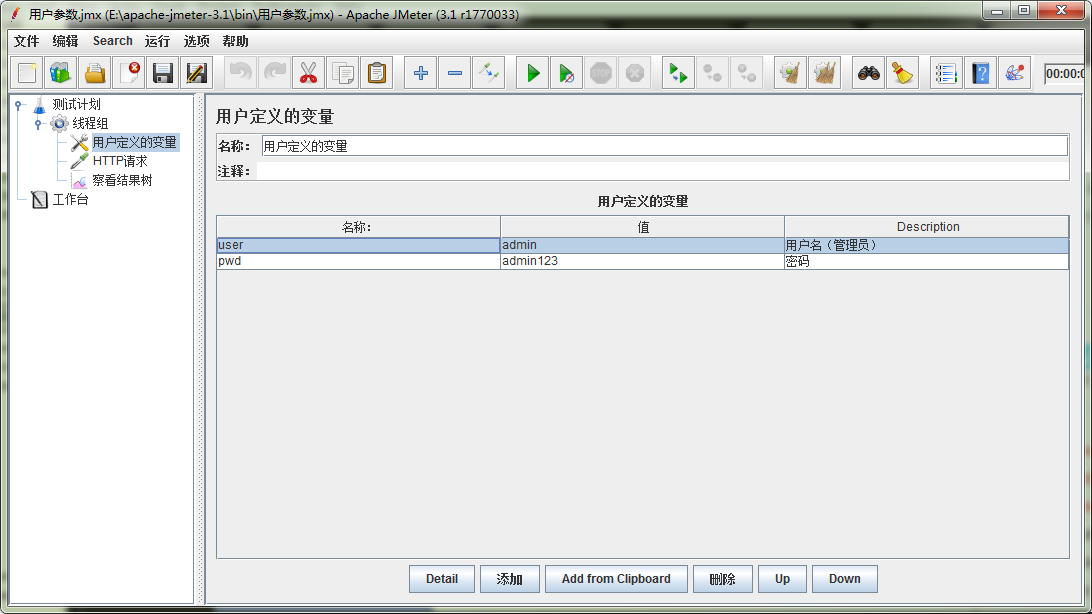 用户参数.jmx (E:\apache-jmeter-3.1\bin\用户参数.jmx) - Apache JMeter (3.1 r1770033)
文件 编辑 Search 运行 选项 帮助
STOP
00:00:0
测试计划
线程组
用户定义的变量
HTTP请求
察看结果树
工作台
用户定义的变量
名称: 用户定义的变量
注释:
用户定义的变量
名称: 值 Description
user admin 用户名（管理员）
pwd admin123 密码
Detail 添加 Add from Clipboard 删除 Up Down